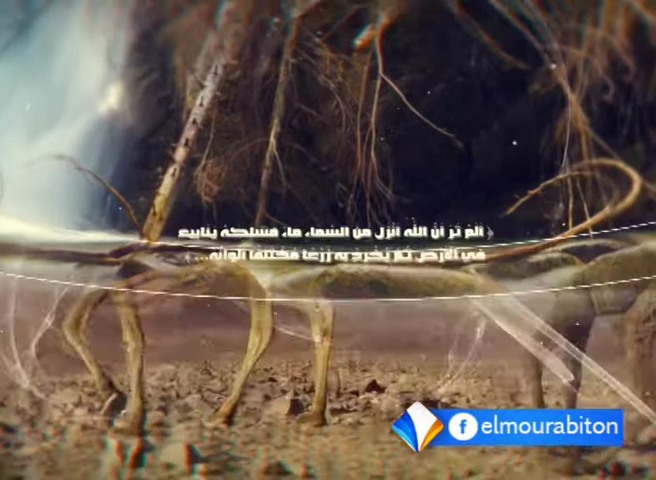 ﴿ ألم تر أن الله أنزل من السماء ماء فسلكه ينابيع
في الأرض ثم يخرج به زرعا مختلفا ألوانه... ﴾
elmourabiton